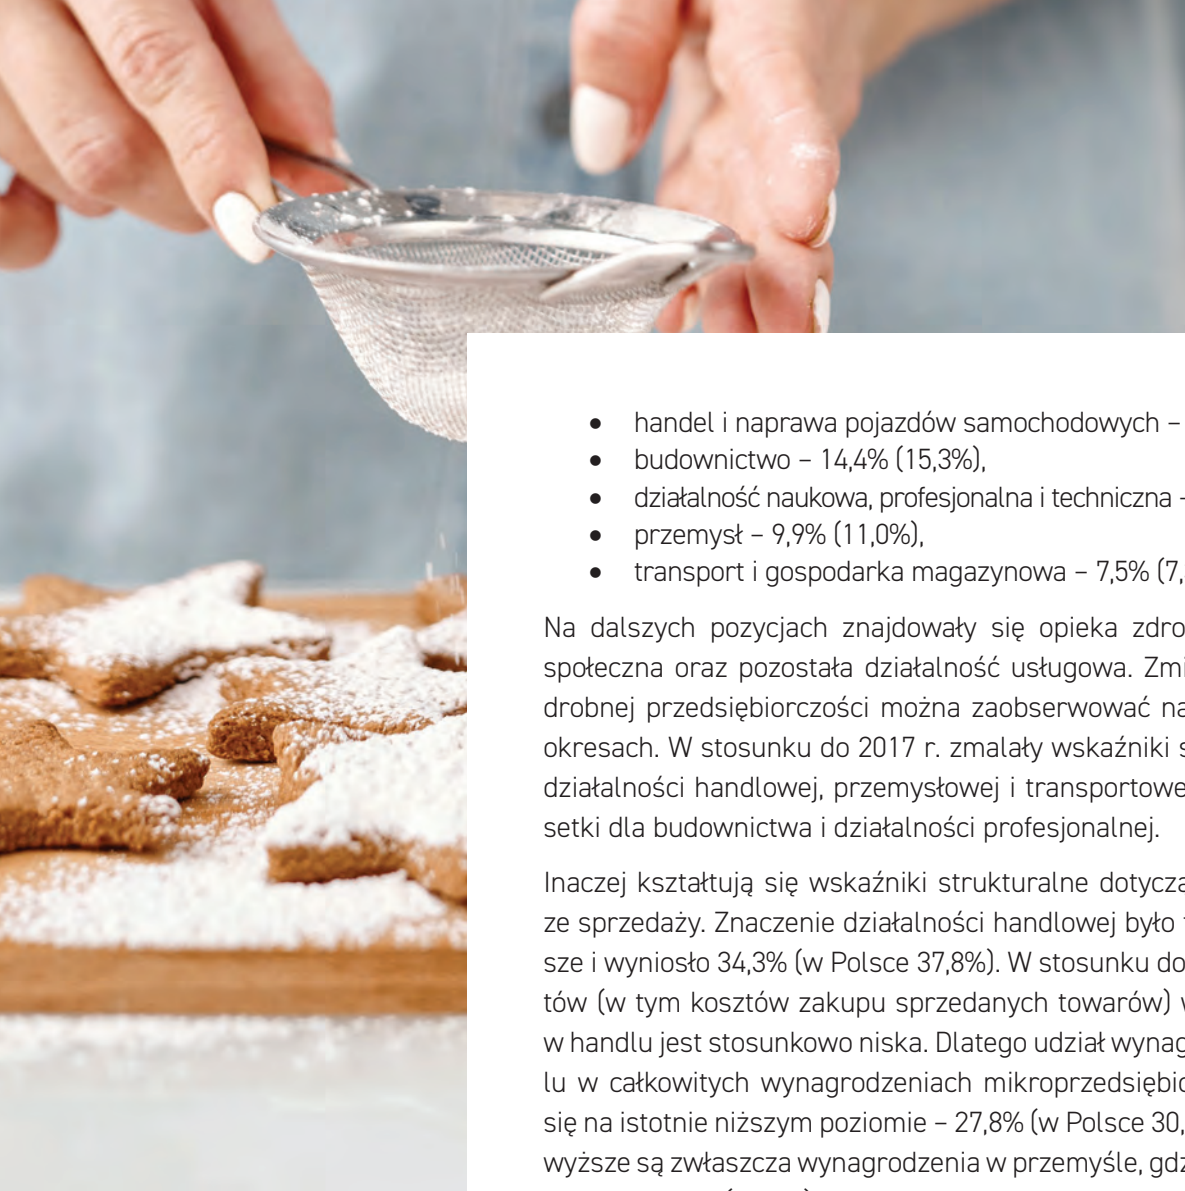 • handel i naprawa pojazdów samochodowych –
• budownictwo – 14,4% (15,3%),
• działalność naukowa, profesjonalna i techniczna
• przemysł – 9,9% (11,0%),
• transport i gospodarka magazynowa – 7,5% (7,
Na dalszych pozycjach znajdowały się opieka zdro
społeczna oraz pozostała działalność usługowa. Zmi
drobnej przedsiębiorczości można zaobserwować na
okresach. W stosunku do 2017 r. zmalały wskaźniki s
działalności handlowej, przemysłowej i transportowe
setki dla budownictwa i działalności profesjonalnej.
Inaczej kształtują się wskaźniki strukturalne dotycza
ze sprzedaży. Znaczenie działalności handlowej było
sze i wyniosło 34,3% (w Polsce 37,8%). W stosunku do
tów (w tym kosztów zakupu sprzedanych towarów)
w handlu jest stosunkowo niska. Dlatego udział wynag
lu w całkowitych wynagrodzeniach mikroprzedsiębio
się na istotnie niższym poziomie – 27,8% (w Polsce 30,
wyższe są zwłaszcza wynagrodzenia w przemyśle, gdz